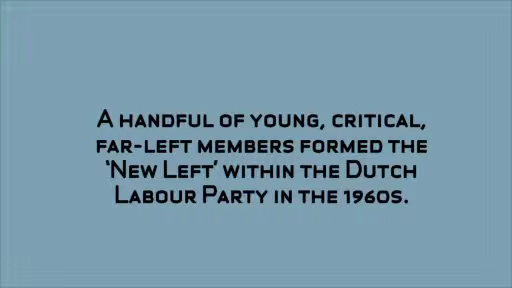 A handful of young, critical,
far-left members formed the
‘New Left’ within the Dutch
Labour Party in the 1960s.